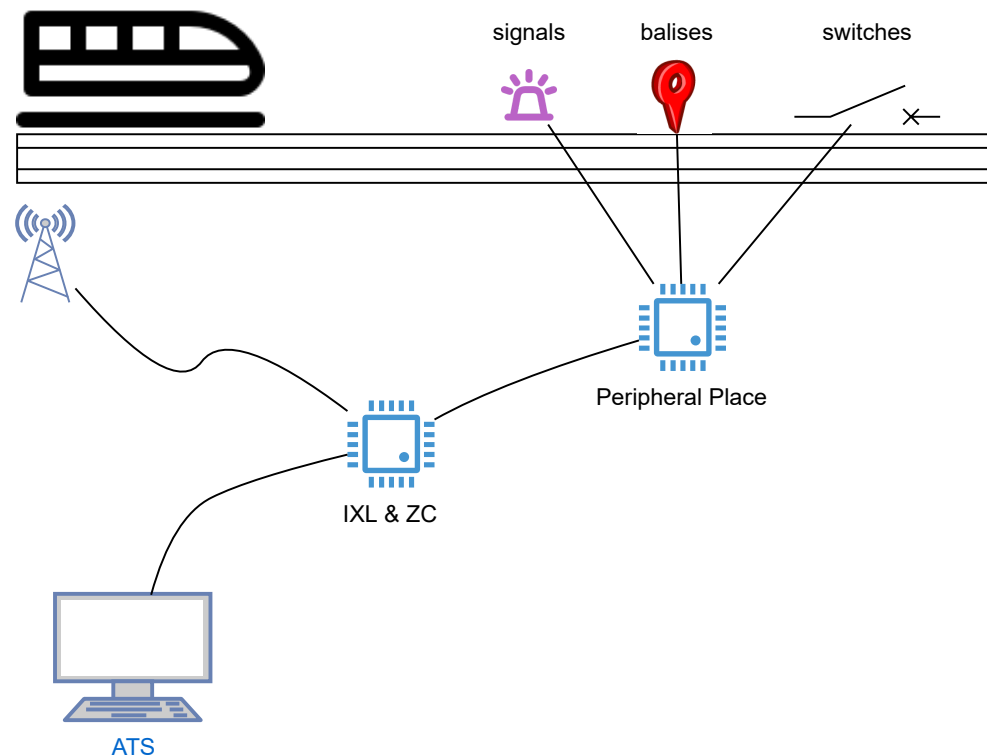 signals
balises
switches
Peripheral Place
IXL & ZC
ATS